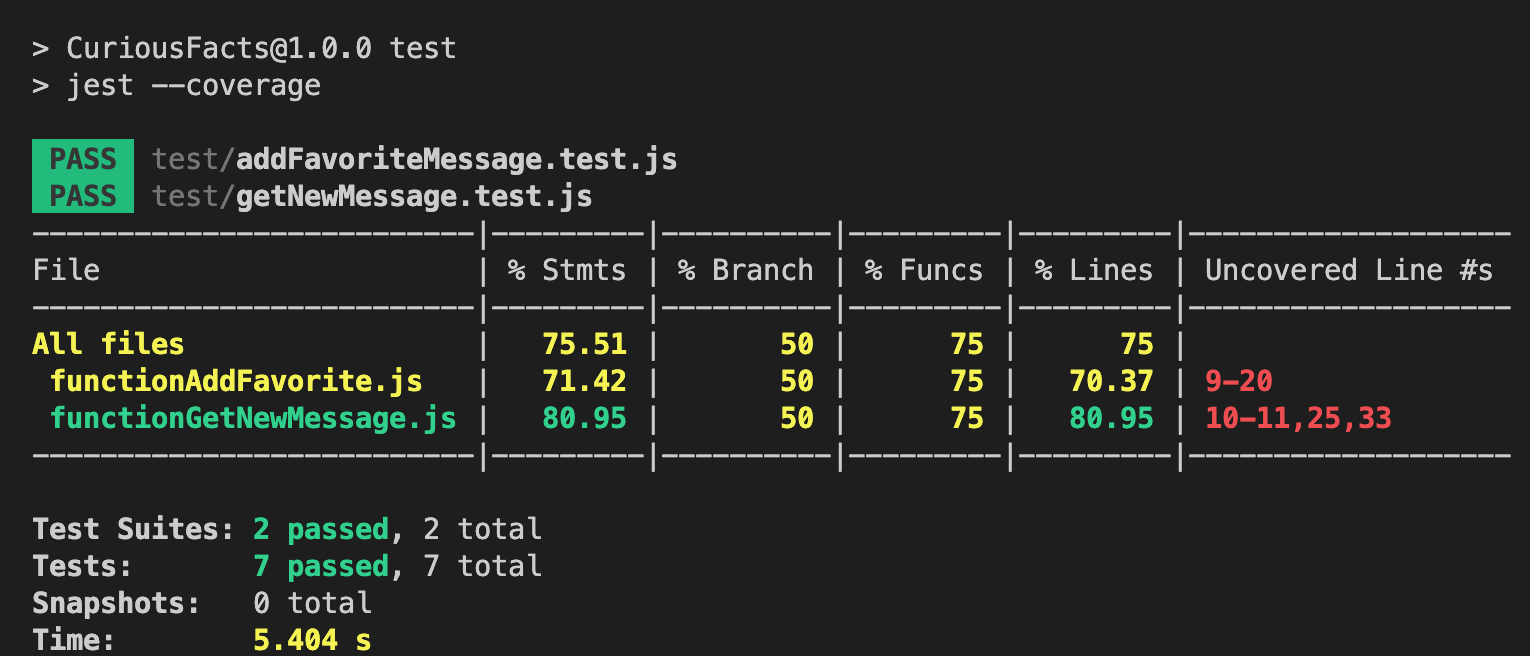 > CuriousFacts@1.0.0 test
> jest --coverage
PASS test/addFavoriteMessage.test.js
PASS test/getNewMessage.test.js
--------------------------|---------|----------|---------|---------|-------------------
File                      | % Stmts | % Branch | % Funcs | % Lines | Uncovered Line #s
--------------------------|---------|----------|---------|---------|-------------------
All files                 |   75.51 |       50 |      75 |      75 |
 functionAddFavorite.js   |   71.42 |       50 |      75 |   70.37 | 9-20
 functionGetNewMessage.js |   80.95 |       50 |      75 |   80.95 | 10-11,25,33
--------------------------|---------|----------|---------|---------|-------------------
Test Suites: 2 passed, 2 total
Tests:       7 passed, 7 total
Snapshots:   0 total
Time:        5.404 s